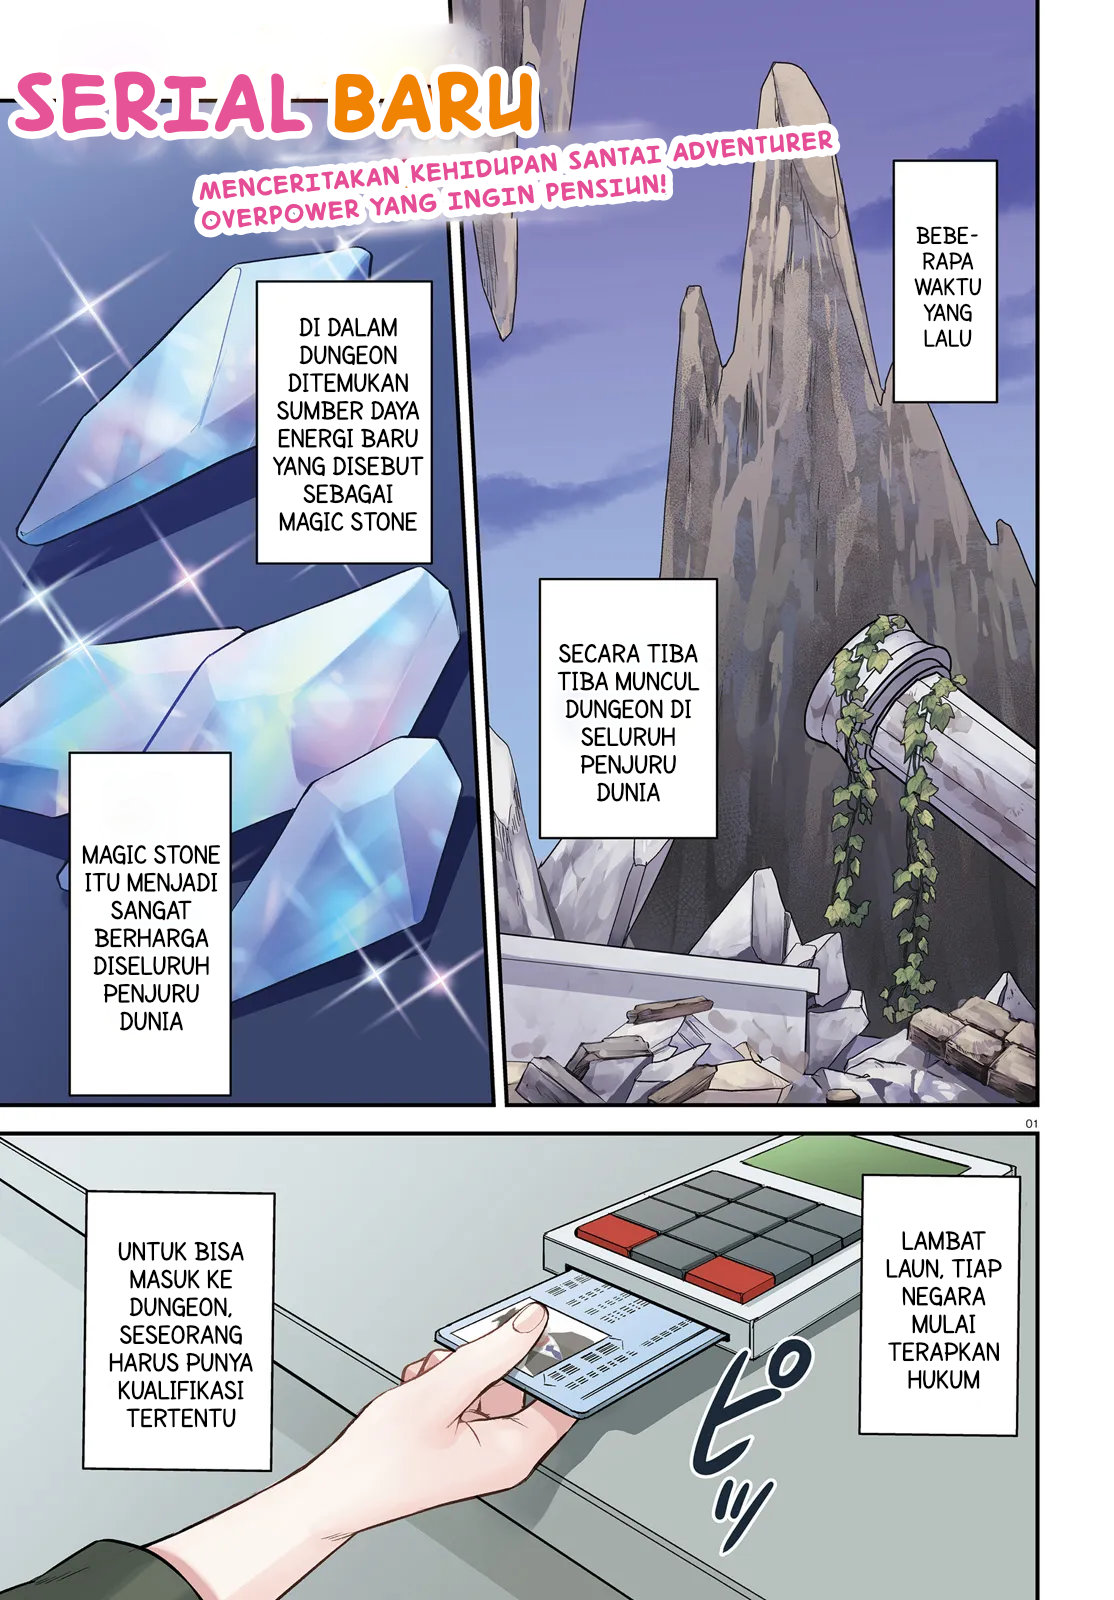 SERIAL BARU
MENCERITAKAN KEHIDUPAN SANTAI ADVENTURER
OVERPOWER YANG INGIN PENSIUN!
BEBE-
RAPA
WAKTU
YANG
LALU
SECARA TIBA
TIBA MUNCUL
DUNGEON DI
SELURUH
PENJURU
DUNIA
DI DALAM
DUNGEON
DITEMUKAN
SUMBER DAYA
ENERGI BARU
YANG DISEBUT
SEBAGAI
MAGIC STONE
MAGIC STONE
ITU MENJADI
SANGAT
BERHARGA
DISELURUH
PENJURU
DUNIA
01
LAMBAT
LAUN, TIAP
NEGARA
MULAI
TERAPKAN
HUKUM
ピッ
UNTUK BISA
MASUK KE
DUNGEON,
SESEORANG
HARUS PUNYA
KUALIFIKASI
TERTENTU